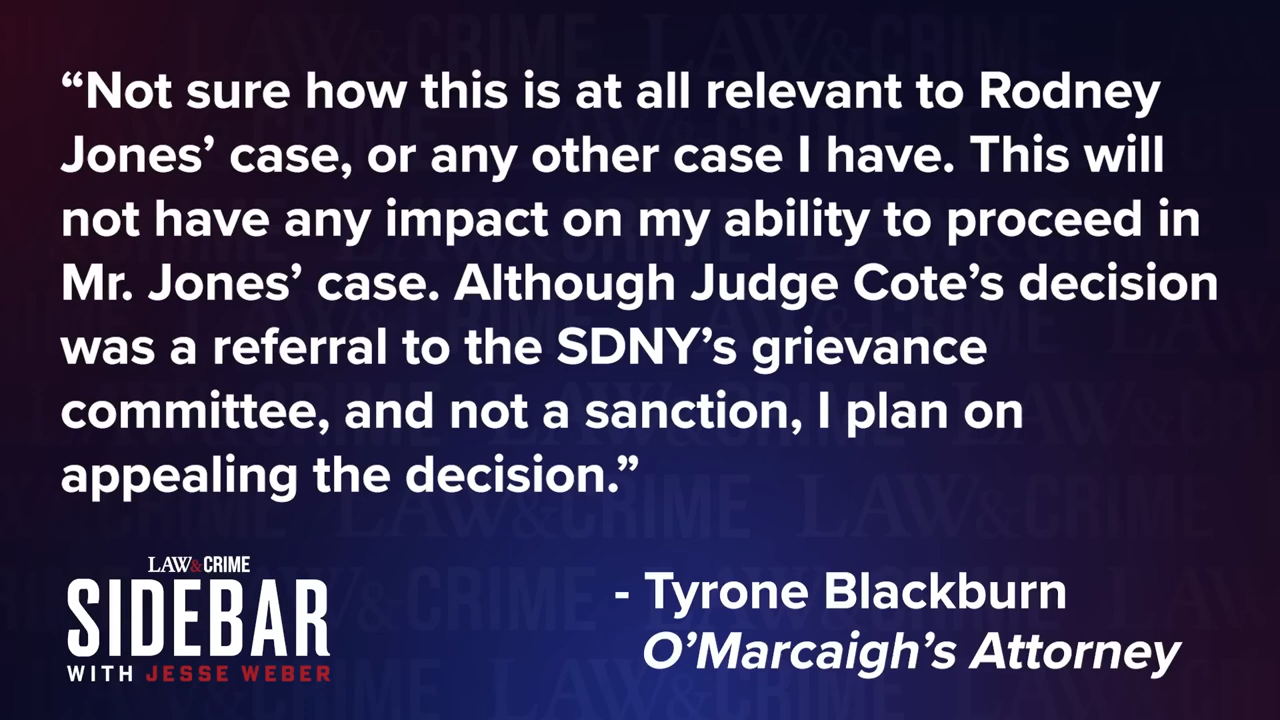 “Not sure how this is at all relevant to Rodney
Jones’ case, or any other case I have. This will
not have any impact on my ability to proceed in
Mr. Jones’ case. Although Judge Cote’s decision
was a referral to the SDNY’s grievance
committee, and not a sanction, I plan on
appealing the decision.”
LAW&CRIME
SIDEBAR
WITH JESSE WEBER
- Tyrone Blackburn
O’Marcaigh’s Attorney